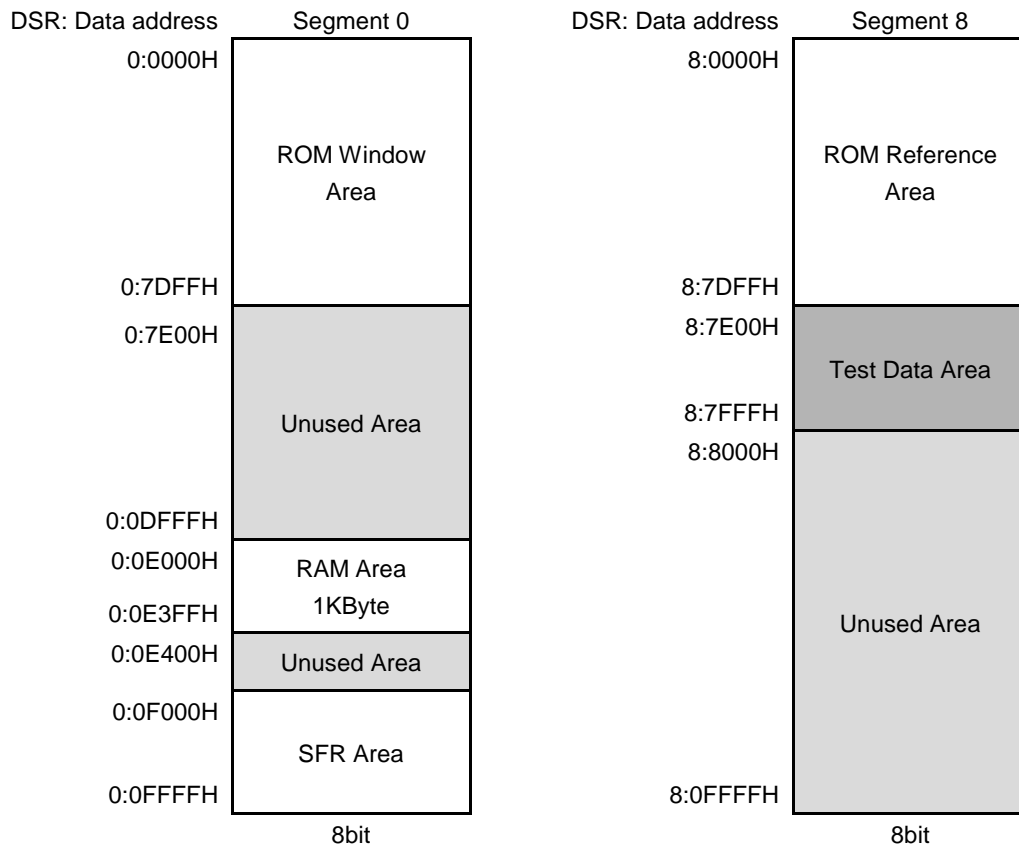 DSR: Data address Segment 0
0:0000H
ROM Window
Area
0:7DFFH
0:7E00H
Unused Area
0:0DFFFH
0:0E000H
RAM Area
1KByte
0:0E3FFH
0:0E400H
Unused Area
0:0F000H
SFR Area
0:0FFFFH
8bit
DSR: Data address Segment 8
8:0000H
ROM Reference
Area
8:7DFFH
8:7E00H
Test Data Area
8:7FFFH
8:8000H
Unused Area
8:0FFFFH
8bit